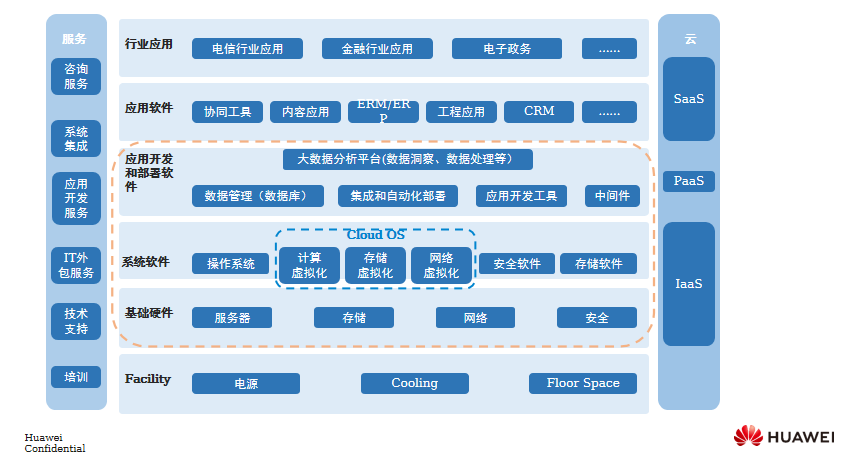 服务
咨询
服务
系统
集成
应用
开发
服务
IT外
包服务
技术
支持
培训
行业应用
电信行业应用
金融行业应用
电子政务
......
应用软件
协同工具
内容应用
ERM/ER
P
工程应用
CRM
......
应用开发
和部署软
件
大数据分析平台(数据洞察、数据处理等）
数据管理（数据库）
集成和自动化部署
应用开发工具
中间件
Cloud OS
系统软件
操作系统
计算
虚拟化
存储
虚拟化
网络
虚拟化
安全软件
存储软件
基础硬件
服务器
存储
网络
安全
Facility
电源
Cooling
Floor Space
云
SaaS
PaaS
IaaS
Huawei
Confidential
HUAWEI